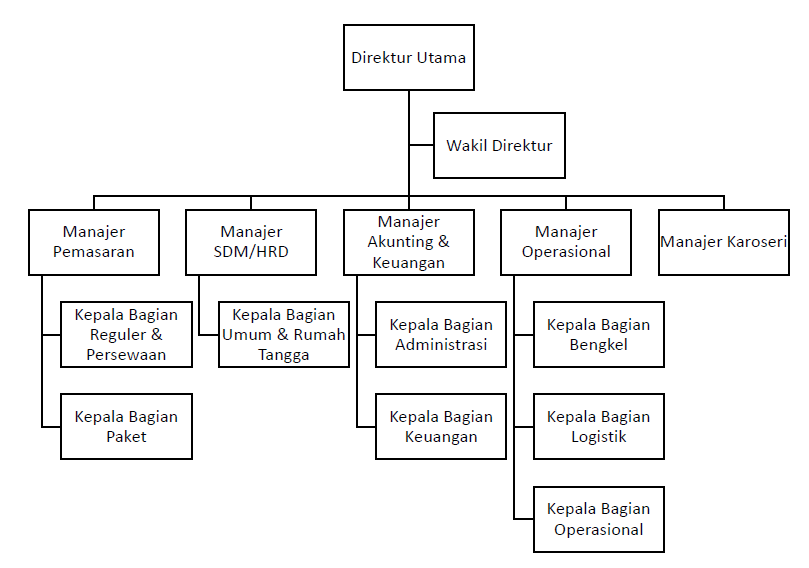 Direktur Utama
Wakil Direktur
Manajer
Pemasaran
Manajer
SDM/HRD
Manajer
Akunting &
Keuangan
Manajer
Operasional
Manajer Karoseri
Kepala Bagian
Reguler &
Persewaan
Kepala Bagian
Umum & Rumah
Tangga
Kepala Bagian
Administrasi
Kepala Bagian
Bengkel
Kepala Bagian
Paket
Kepala Bagian
Keuangan
Kepala Bagian
Logistik
Kepala Bagian
Operasional